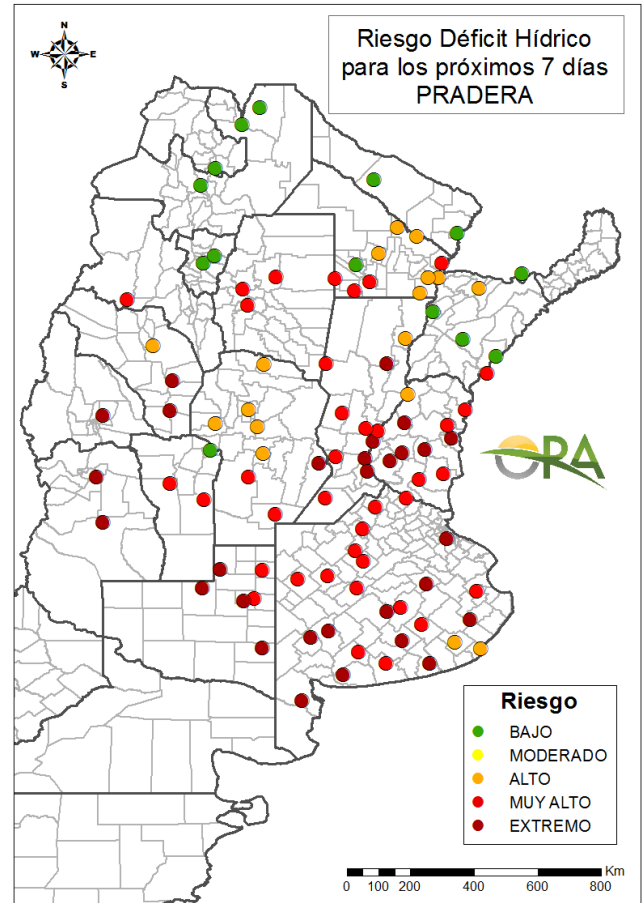 Riesgo Déficit Hídrico
para los próximos 7 días
PRADERA
N
W
E
S
ORA
Riesgo
BAJO
MODERADO
ALTO
MUY ALTO
EXTREMO
Km
0 100 200 400 600 800